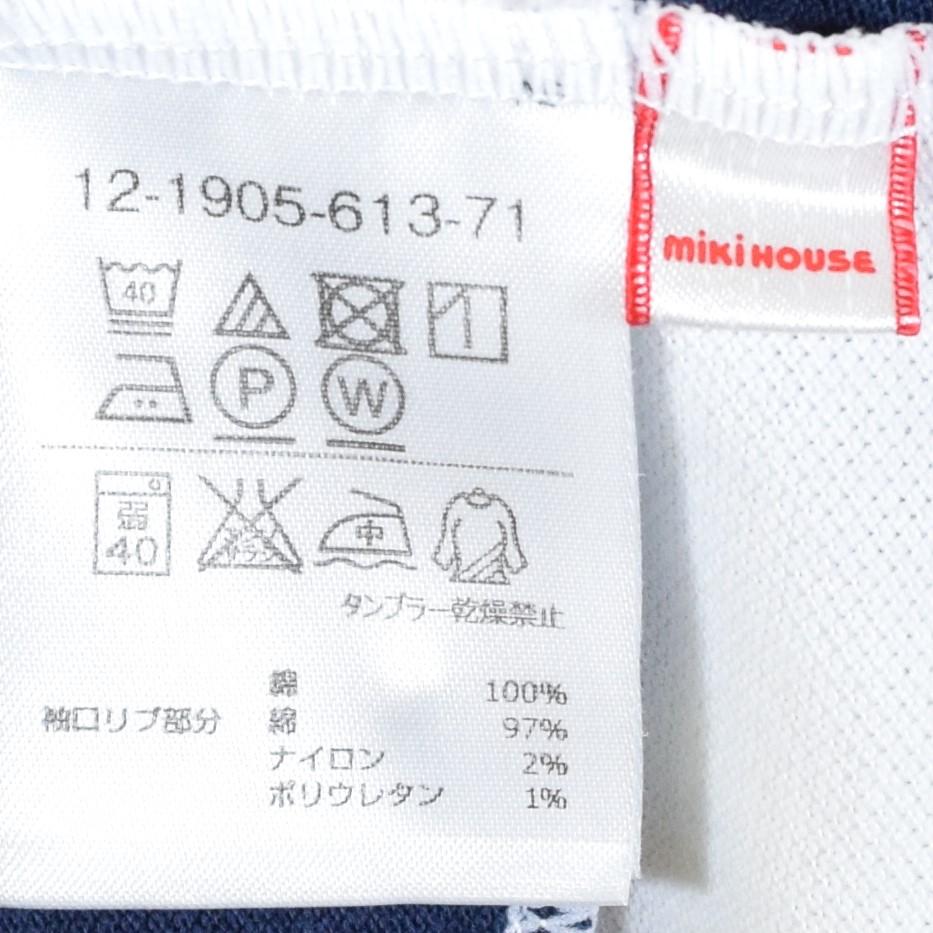 12-1905-613-71
miki HOUSE
40
P W
弱
40
中
タンブラー乾燥禁止
綿 100%
袖口リブ部分 綿 97%
ナイロン 2%
ポリウレタン 1%